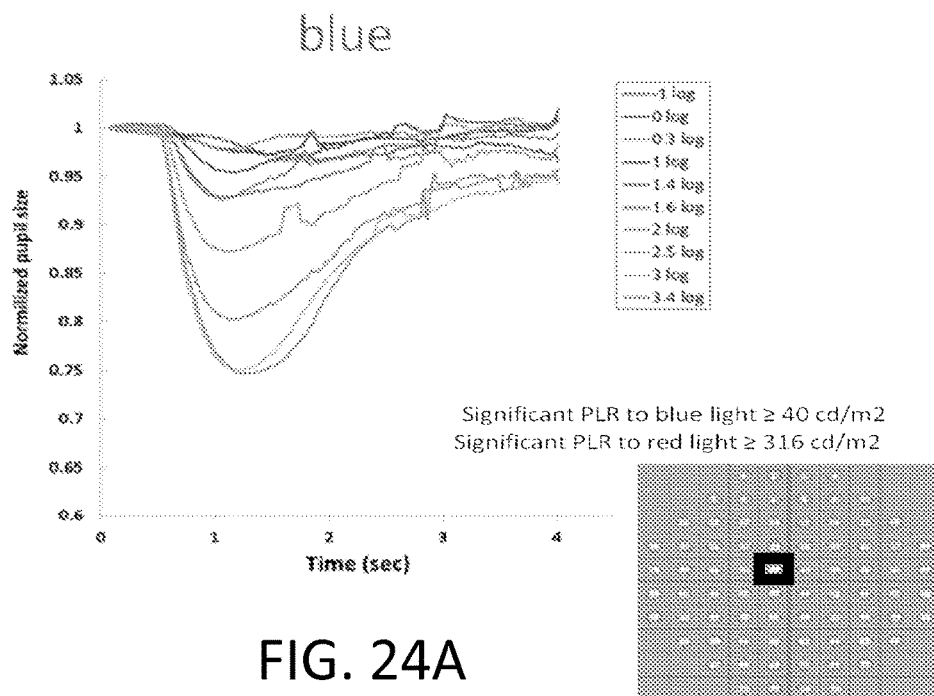 blue
1.05
1
0.95
0.9
0.85
0.8
0.75
0.7
0.65
0.6
Normilized pupil size
0
1
2
3
4
Time (sec)
-1 log
0 log
0.3 log
1 log
1.4 log
1.6 log
2 log
2.5 log
3 log
3.4 log
Significant PLR to blue light ≥ 40 cd/m2
Significant PLR to red light ≥ 316 cd/m2
FIG. 24A